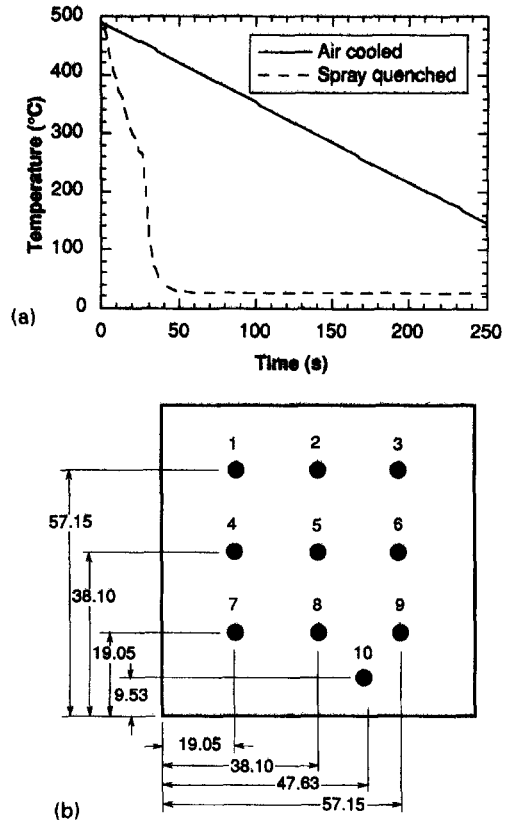 500
400
300
200
100
0
Temperature (°C)
Air cooled
Spray quenched
(a)
0 50 100 150 200 250
Time (s)
1 2 3
57.15
4 5 6
38.10
7 8 9
19.05
10
9.53
19.05
38.10
47.63
57.15
(b)